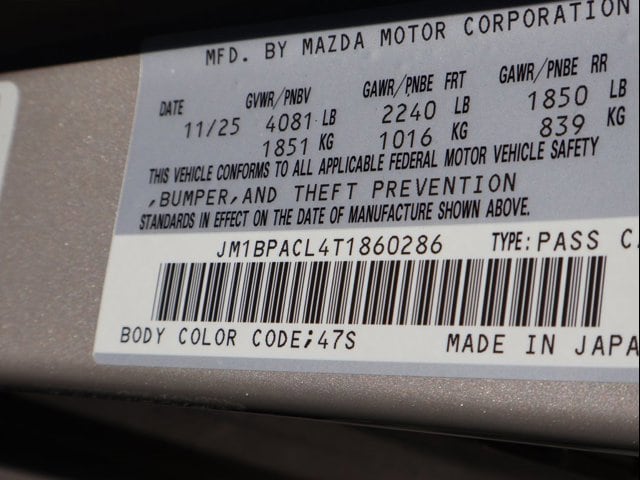 MFD. BY MAZDA MOTOR CORPORATION
DATE GVWR/PNBV GAWR/PNBE FRT GAWR/PNBE RR
11/25 4081 LB 2240 LB 1850 LB
1851 KG 1016 KG 839 KG
THIS VEHICLE CONFORMS TO ALL APPLICABLE FEDERAL MOTOR VEHICLE SAFETY
,BUMPER,AND THEFT PREVENTION
STANDARDS IN EFFECT ON THE DATE OF MANUFACTURE SHOWN ABOVE.
JM1BPACL4T1860286 TYPE:PASS C
BODY COLOR CODE;47S MADE IN JAPA